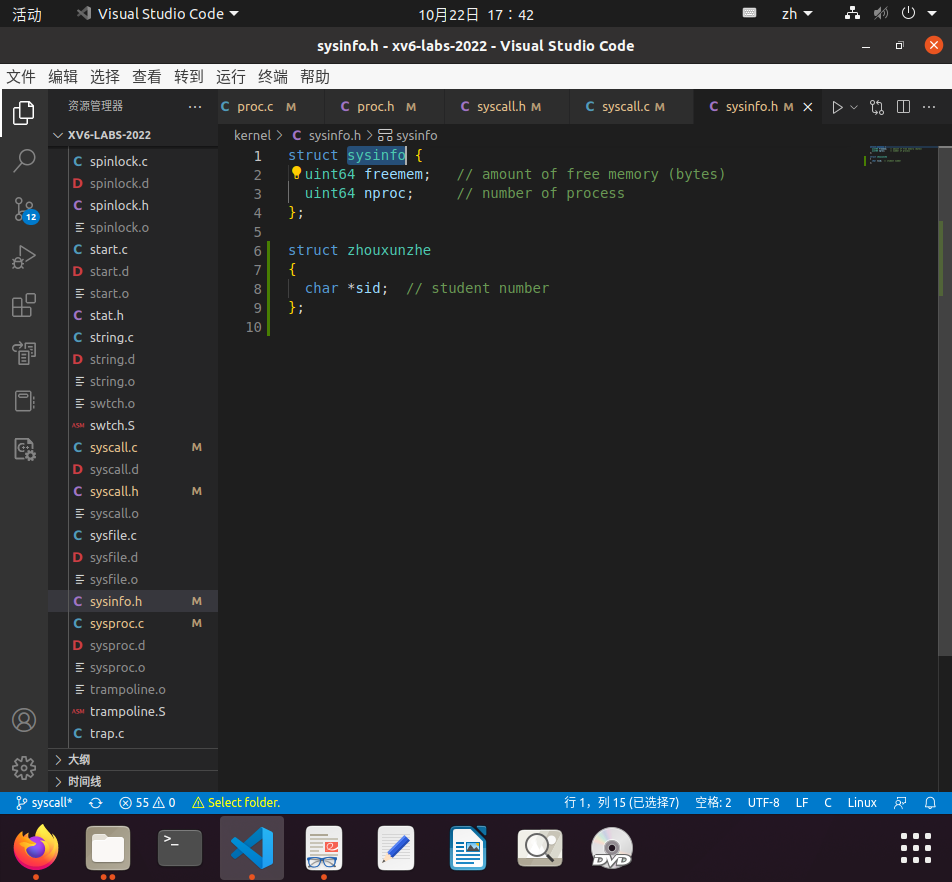 活动
Visual Studio Code
10月22日 17：42
zh
sysinfo.h - xv6-labs-2022 - Visual Studio Code
文件 编辑 选择 查看 转到 运行 终端 帮助
资源管理器 ···
C proc.c M
C proc.h M
C syscall.h M
C syscall.c M
C sysinfo.h M
XV6-LABS-2022
kernel > C sysinfo.h > sysinfo
C spinlock.c
D spinlock.d
C spinlock.h
spinlock.o
C start.c
D start.d
start.o
C stat.h
C string.c
D string.d
string.o
swtch.o
ASM swtch.S
C syscall.c M
D syscall.d
C syscall.h M
syscall.o
C sysfile.c
D sysfile.d
sysfile.o
C sysinfo.h M
C sysproc.c M
D sysproc.d
sysproc.o
trampoline.o
ASM trampoline.S
C trap.c
大纲
时间线
12
1 struct sysinfo {
2 uint64 freemem; // amount of free memory (bytes)
3 uint64 nproc; // number of process
4 };
5
6 struct zhouxunzhe
7 {
8 char *sid; // student number
9 };
10
syscall*
55 0
Select folder.
行 1，列 15 (已选择7)
空格: 2
UTF-8
LF
C
Linux
>_
DVD